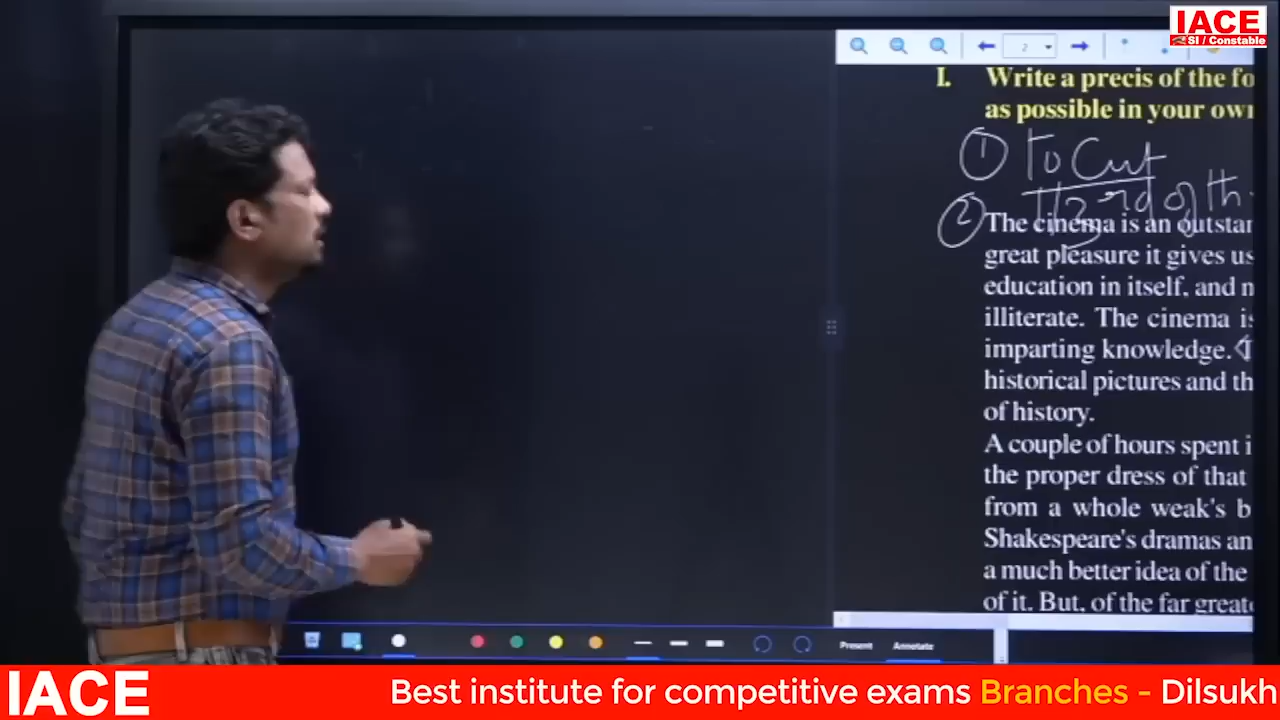 IACE
SI / Constable
2
I. Write a precis of the fo
as possible in your own
① To Cut
② 1/3rd of th
The cinema is an outstan
great pleasure it gives us
education in itself, and n
illiterate. The cinema is
imparting knowledge. T
historical pictures and th
of history.
A couple of hours spent i
the proper dress of that
from a whole weak's b
Shakespeare's dramas an
a much better idea of the
of it. But, of the far great
Present Annotate
IACE Best institute for competitive exams Branches - Dilsukh